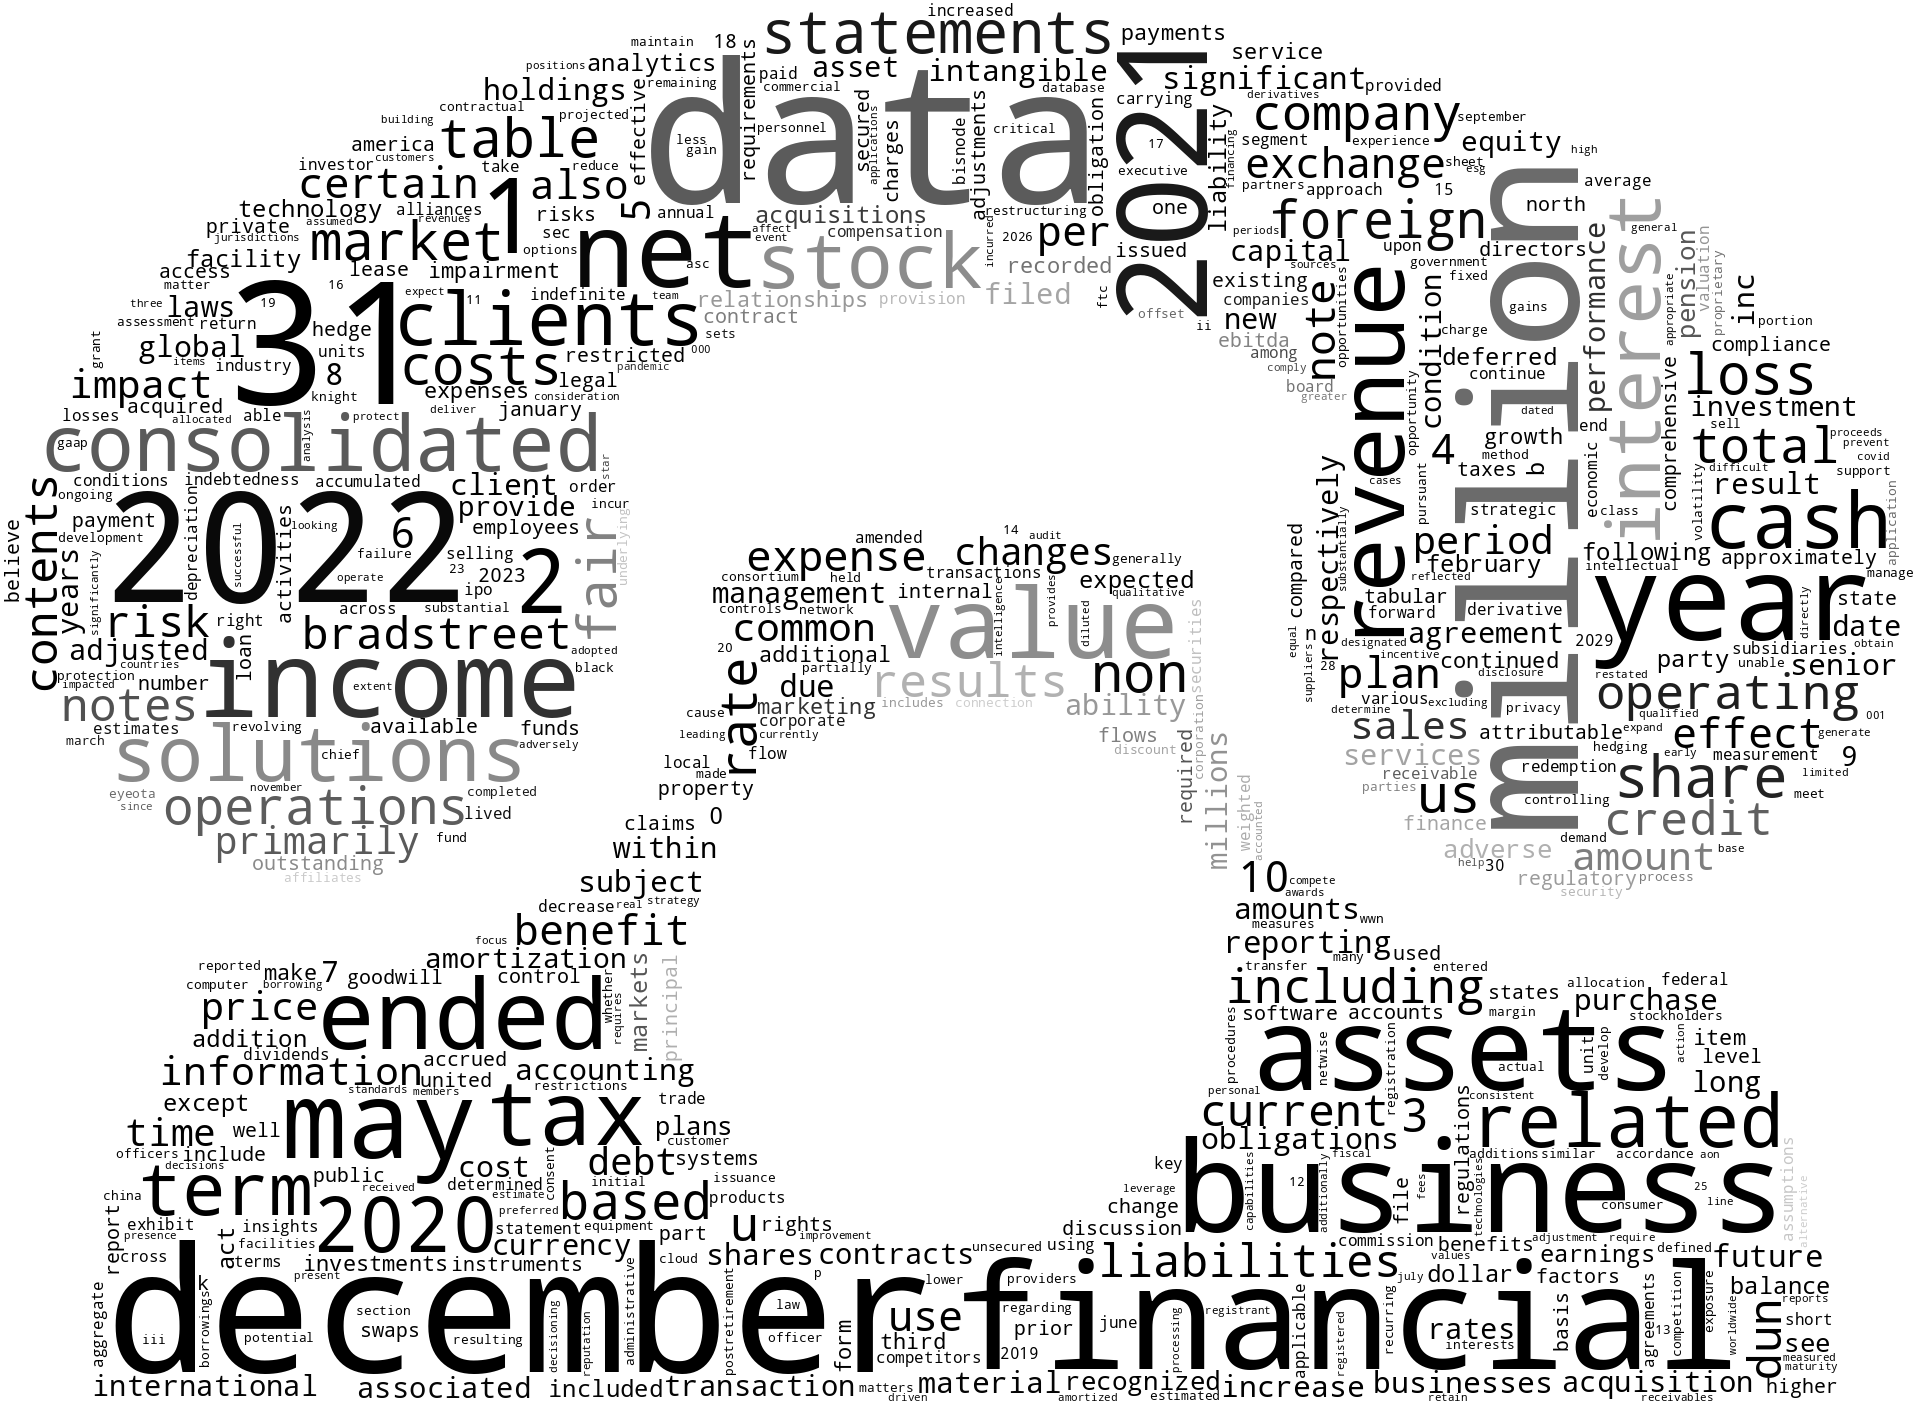 increased
statements
payments
maintain 18
service
positions analytics
requirements
paid asset intangible
2021
significant provided
holdings
remaining
data
commercial
database
carrying
derivatives
contractual
projected
effective
secured
applications
charges
bisnode
adjustments
critical
obligation
liability
financing
company
september
building
table
less
gain
personnel
17
segment
experience
equity
high
america
customers
investor
take
reduce
executive
exchange
sheet
esg
certain
1
also
partners
approach
15
average
technology
alliances
revenues
risks
5
annual
acquisitions
restructuring
one
foreign
north
million
interest
general
private
assumed
jurisdictions
market
sec
options
net
affect
event
compensation
incurred
2026
per
issued
periods
capital
upon
directors
performance
pension
valuation
proprietary
facility
access
matter
lease
impairment
asc
stock
recorded
sources
government
fixed
existing
opportunities
condition
appropriate
inc
three
19
16
expect
11
indefinite
team
relationships
provision
filed
ftc
companies
note
revenue
gains
laws
31
assessment
return
hedge
clients
contract
offset
ii
new
charge
portion
grant
global
units
sets
ebitda
deferred
compliance
items
industry
8
costs
restricted
000
among
continue
comprehensive
loss
impact
knight
expenses
legal
pandemic
comply
board
greater
opportunity
dated
investment
acquired
deliver
january
consideration
losses
allocated
able
analysis
protect
end
sell
gaap
consolidated
4
growth
method
economic
total
proceeds
prevent
covid
conditions
indebtedness
accumulated
client
star
order
respectively
cases
pursuant
taxes
b
volatility
difficult
support
contents
ongoing
2022
depreciation
provide
incur
result
believe
payment
development
successful
activities
looking
6
employees
fair
underlying
14
audit
strategic
class
cash
application
years
significantly
failure
selling
amended
expense
changes
generally
compared
substantially
period
following
approximately
operate
23
2023
2
consortium
held
transactions
expected
reflected
february
intellectual
manage
across
substantial
ipo
management
internal
qualitative
tabular
year
state
risk
right
bradstreet
controls
network
value
intelligence
provides
diluted
securities
forward
derivative
directly
date
adjusted
income
loan
adopted
common
equal
n
designated
agreement
2029
subsidiaries
obtain
countries
black
20
additional
partially
non
28
suppliers
incentive
continued
party
unable
senior
protection
impacted
number
extent
rate
due
results
plan
disclosure
restated
notes
marketing
includes
connection
ability
various
excluding
privacy
operating
estimates
revolving
available
funds
cause
corporate
determine
qualified
001
march
solutions
adversely
leading
currently
flows
corporation
sales
attributable
expand
effect
generate
chief
flow
discount
required
millions
services
hedging
early
measurement
9
local
made
receivable
redemption
limited
eyeota
november
completed
property
weighted
accounted
parties
us
controlling
share
meet
since
operations
lived
0
claims
finance
credit
primarily
fund
within
adverse
demand
base
outstanding
help
30
amount
affiliates
subject
10
compete
regulatory
process
awards
security
decrease
real
strategy
amounts
wwn
focus
benefit
measures
reporting
many
used
amortization
reported
make
7
goodwill
control
markets
principal
transfer
entered
computer
borrowing
whether
requires
including
states
allocation
federal
price
ended
software
accounts
margin
purchase
stockholders
addition
procedures
netwise
registration
assets
unit
develop
action
item
dividends
accrued
accounting
actual
level
information
united
restrictions
personal
long
standards
members
consistent
except
may
tax
trade
current
3
related
time
well
plans
obligations
regulations
customer
officers
include
decisions
cost
debt
systems
key
fiscal
additions
similar
accordance
aon
assumptions
alternative
term
public
received
determined
consent
initial
issuance
leverage
business
capabilities
12
additionally
fees
technologies
25
line
china
2020
estimate
preferred
based
products
change
file
consumer
report
exhibit
insights
statement
equipment
part
u
rights
discussion
presence
facilities
currency
improvement
unsecured
using
commission
benefits
adjustment
require
cross
act
terms
investments
instruments
cloud
shares
contracts
liabilities
values
earnings
defined
future
present
p
lower
providers
july
dollar
factors
balance
aggregate
december
k
borrowings
iii
section
swaps
potential
resulting
decisioning
reputation
administrative
postretirement
law
officer
form
use
regarding
prior
june
processing
registrant
applicable
registered
recurring
financial
rates
interests
basis
agreements
13
competition
exposure
worldwide
dun
reports
short
see
third
competitors
2019
measured
maturity
international
associated
included
transaction
matters
driven
material
amortized
recognized
estimated
increase
businesses
retain
acquisition
receivables
higher